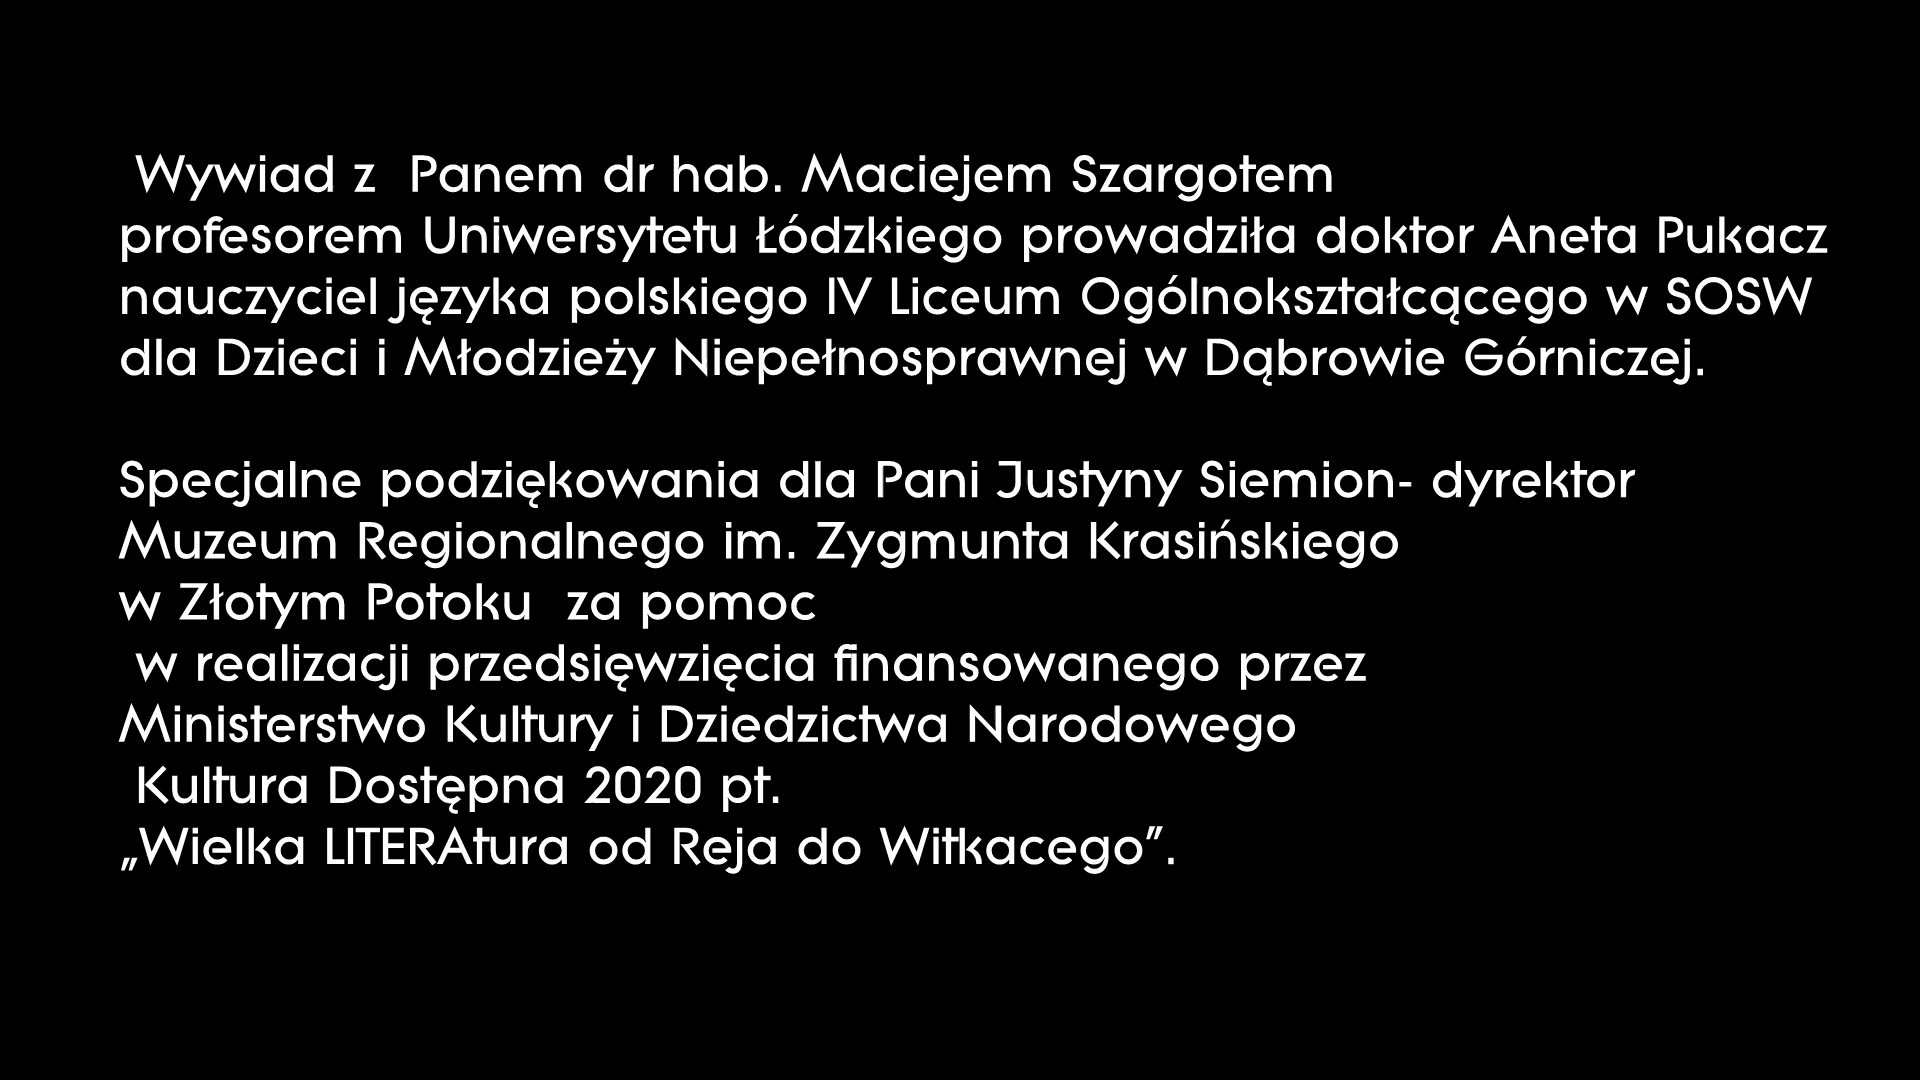 Wywiad z Panem dr hab. Maciejem Szargotem
profesorem Uniwersytetu Łódzkiego prowadziła doktor Aneta Pukacz
nauczyciel języka polskiego IV Liceum Ogólnokształcącego w SOSW
dla Dzieci i Młodzieży Niepełnosprawnej w Dąbrowie Górniczej.
Specjalne podziękowania dla Pani Justyny Siemion- dyrektor
Muzeum Regionalnego im. Zygmunta Krasińskiego
w Złotym Potoku za pomoc
w realizacji przedsięwzięcia finansowanego przez
Ministerstwo Kultury i Dziedzictwa Narodowego
Kultura Dostępna 2020 pt.
„Wielka LITERAtura od Reja do Witkacego”.